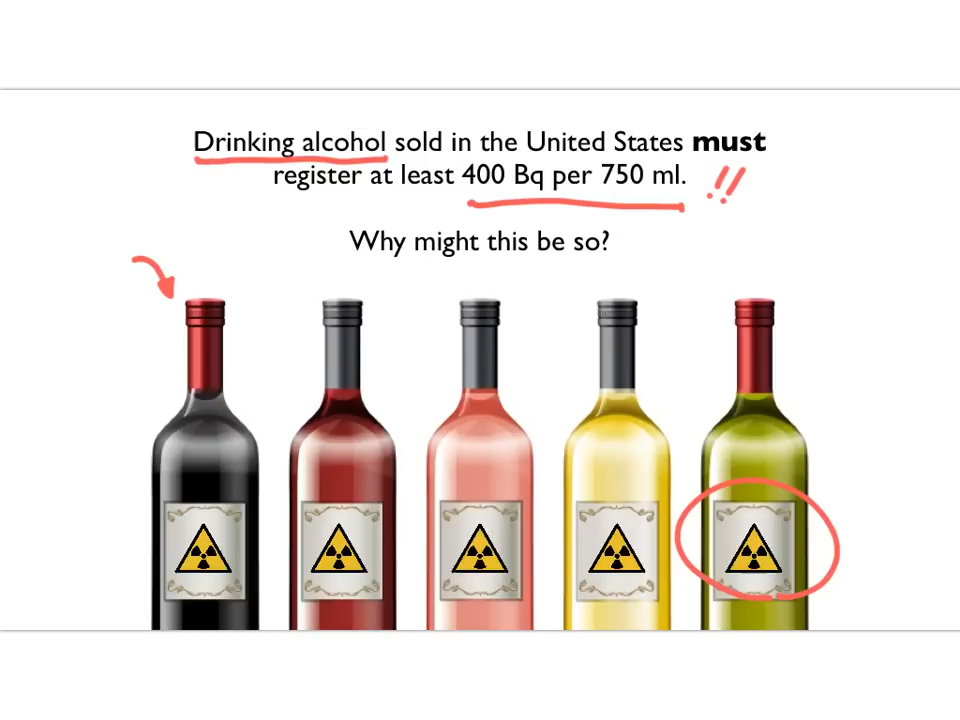 Drinking alcohol sold in the United States must
register at least 400 Bq per 750 ml. !!
Why might this be so?